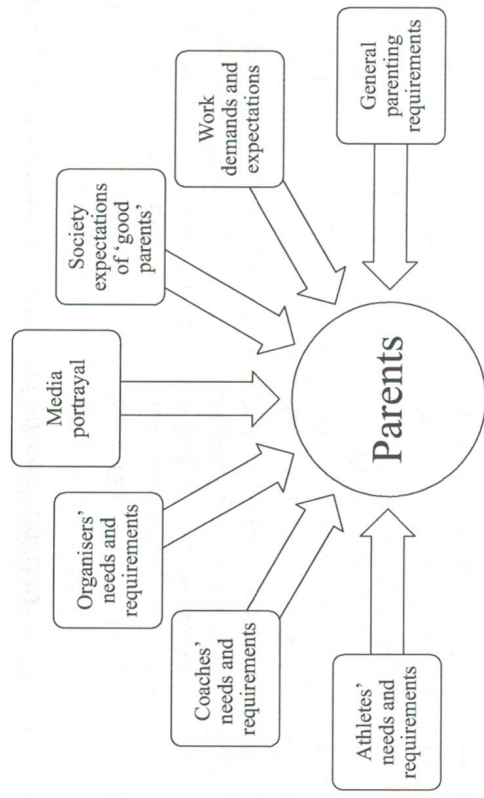 Athletes’
needs and
requirements
Coaches’
needs and
requirements
Organisers’
needs and
requirements
Media
portrayal
Society
expectations
of ‘good
parents’
Work
demands and
expectations
General
parenting
requirements
Parents